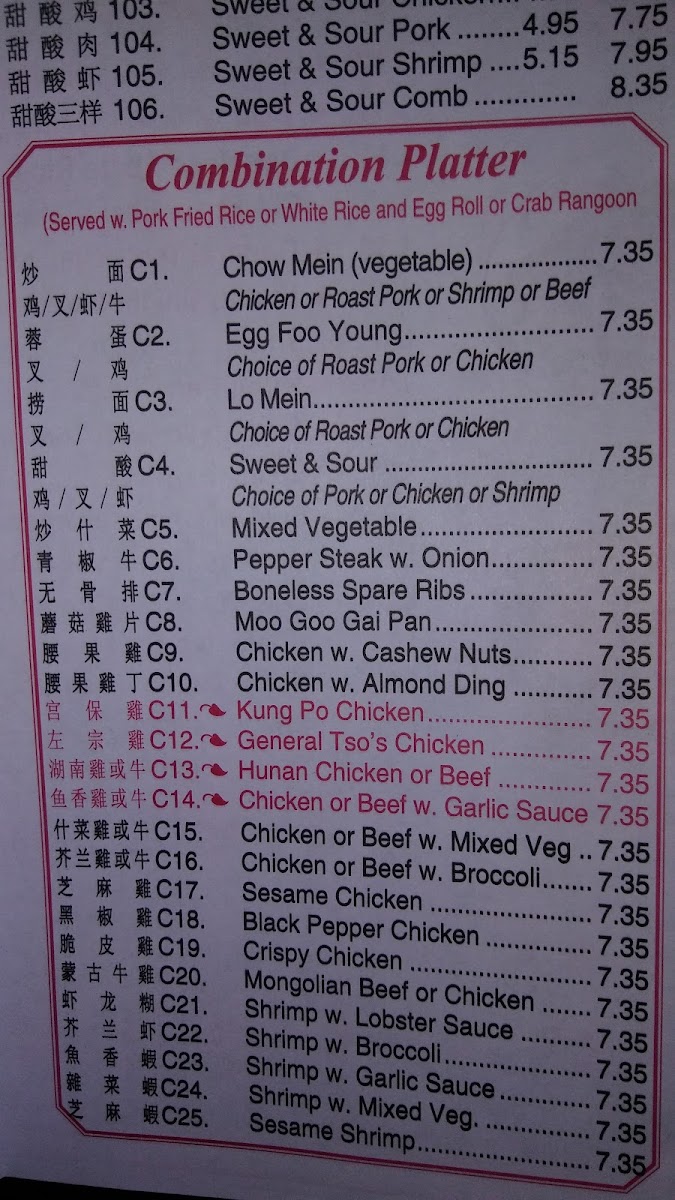 甜 酸 鸡 103. Sweet & Sour Chicken
甜 酸 肉 104. Sweet & Sour Pork ........4.95 7.75
甜 酸 虾 105. Sweet & Sour Shrimp ....5.15 7.95
甜酸三样 106. Sweet & Sour Comb ............. 8.35
Combination Platter
(Served w. Pork Fried Rice or White Rice and Egg Roll or Crab Rangoon
炒 面 C1. Chow Mein (vegetable) .................. 7.35
鸡/叉/虾/牛 Chicken or Roast Pork or Shrimp or Beef
蓉 蛋 C2. Egg Foo Young............................ 7.35
叉 / 鸡 Choice of Roast Pork or Chicken
捞 面 C3. Lo Mein......................................... 7.35
叉 / 鸡 Choice of Roast Pork or Chicken
甜 酸 C4. Sweet & Sour ............................... 7.35
鸡 / 叉 / 虾 Choice of Pork or Chicken or Shrimp
炒 什 菜 C5. Mixed Vegetable......................... 7.35
青 椒 牛 C6. Pepper Steak w. Onion............... 7.35
无 骨 排 C7. Boneless Spare Ribs .................. 7.35
蘑 菇 雞 片 C8. Moo Goo Gai Pan....................... 7.35
腰 果 雞 C9. Chicken w. Cashew Nuts............ 7.35
腰 果 雞 丁 C10. Chicken w. Almond Ding ............ 7.35
宫 保 雞 C11. Kung Po Chicken......................... 7.35
左 宗 雞 C12. General Tso's Chicken ................ 7.35
湖南雞或牛 C13. Hunan Chicken or Beef .............. 7.35
鱼香雞或牛 C14. Chicken or Beef w. Garlic Sauce 7.35
什菜雞或牛 C15. Chicken or Beef w. Mixed Veg .. 7.35
芥兰雞或牛 C16. Chicken or Beef w. Broccoli....... 7.35
芝 麻 雞 C17. Sesame Chicken ........................ 7.35
黑 椒 雞 C18. Black Pepper Chicken ................ 7.35
脆 皮 雞 C19. Crispy Chicken ........................... 7.35
蒙 古 牛 雞 C20. Mongolian Beef or Chicken ....... 7.35
虾 龙 糊 C21. Shrimp w. Lobster Sauce .......... 7.35
芥 兰 虾 C22. Shrimp w. Broccoli...................... 7.35
魚 香 蝦 C23. Shrimp w. Garlic Sauce ............. 7.35
雜 菜 蝦 C24. Shrimp w. Mixed Veg. ................ 7.35
芝 麻 蝦 C25. Sesame Shrimp.......................... 7.35